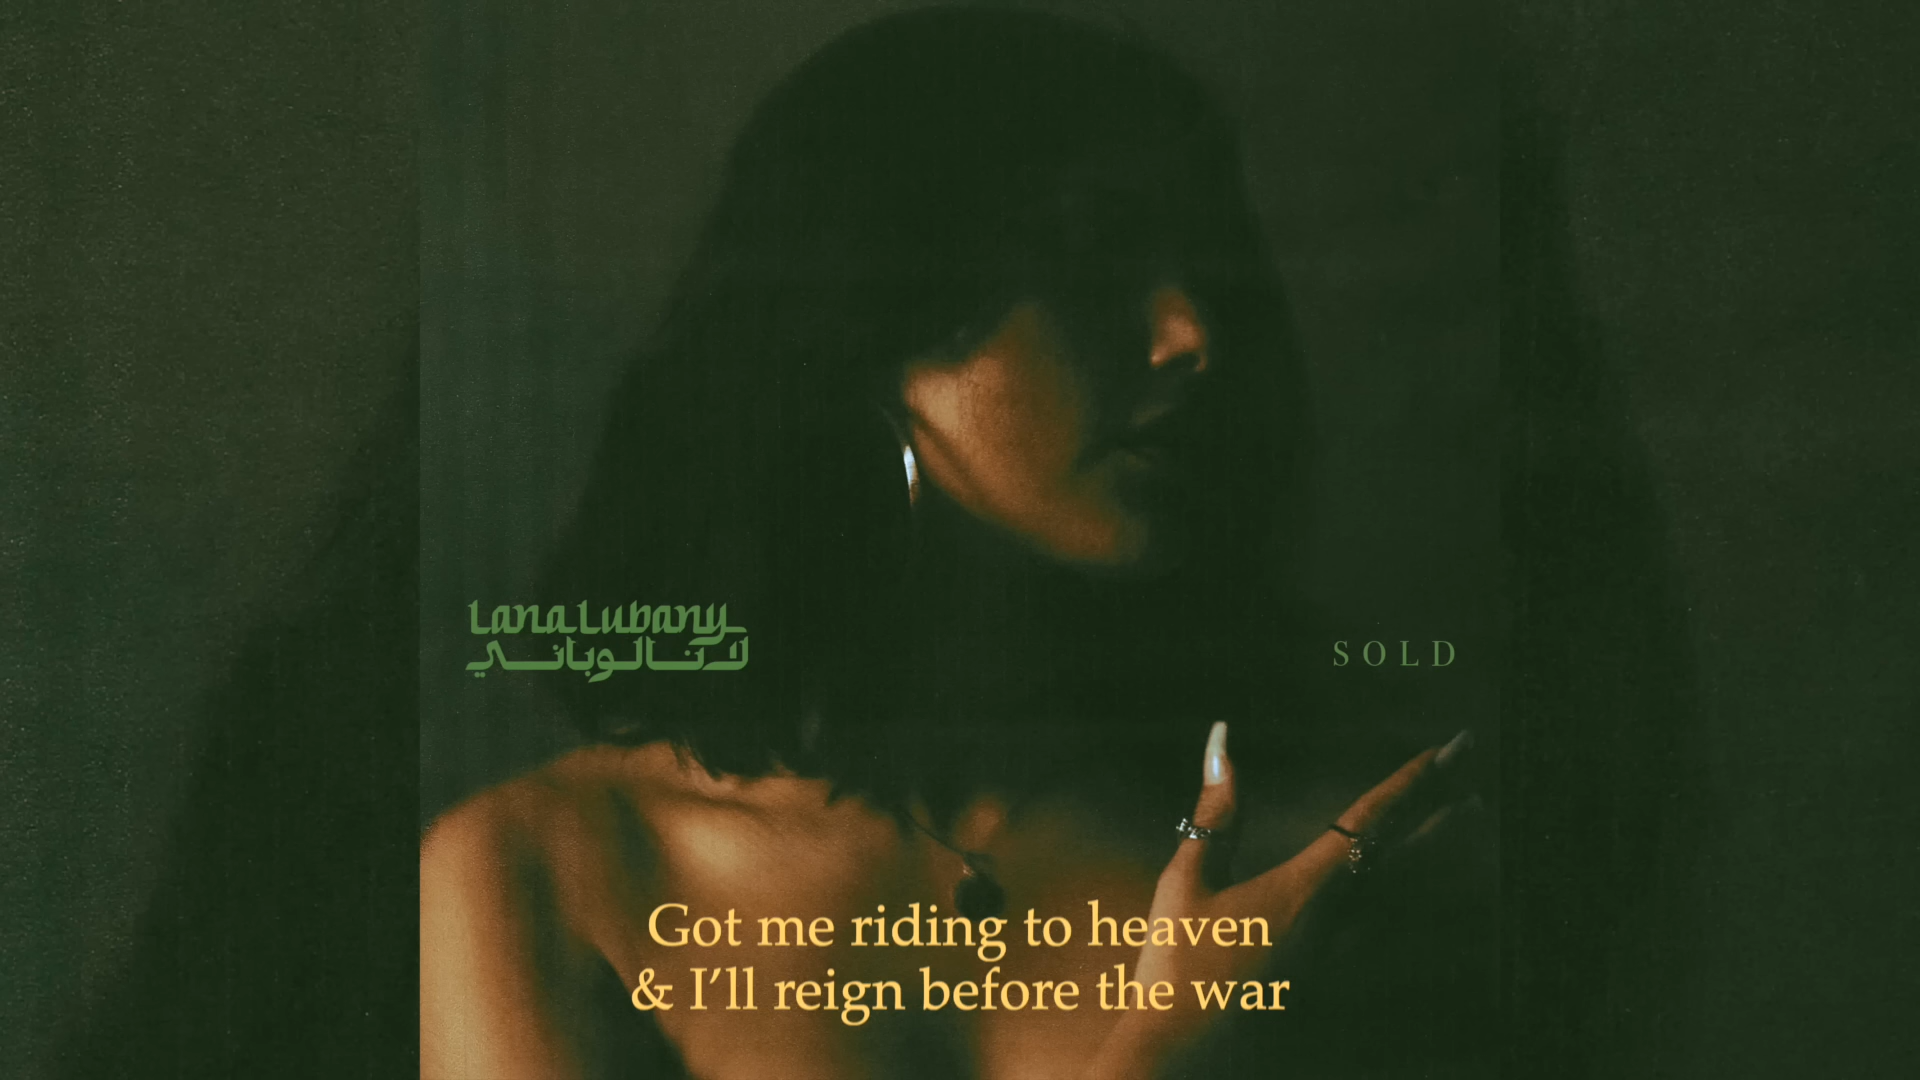 Lana Lubany
لانا لوباني
SOLD
Got me riding to heaven
& I’ll reign before the war